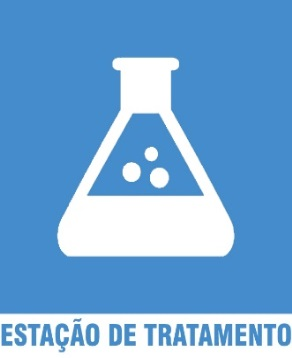 ESTAÇÃO DE TRATAMENTO